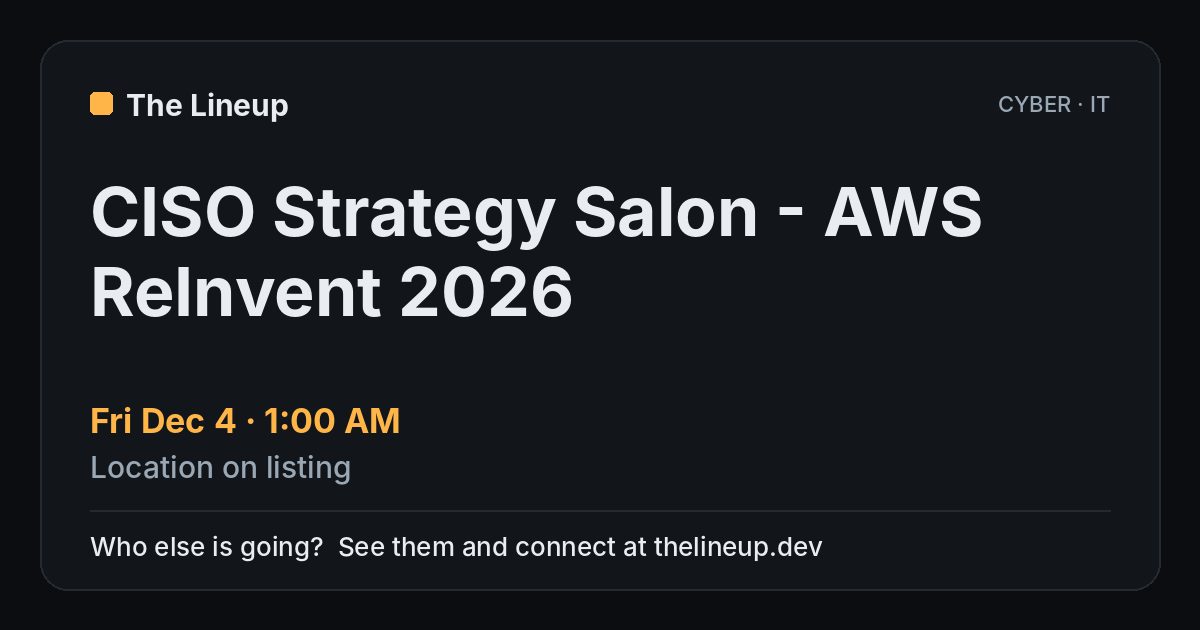 The Lineup
CYBER · IT
CISO Strategy Salon - AWS
ReInvent 2026
Fri Dec 4 · 1:00 AM
Location on listing
Who else is going? See them and connect at thelineup.dev